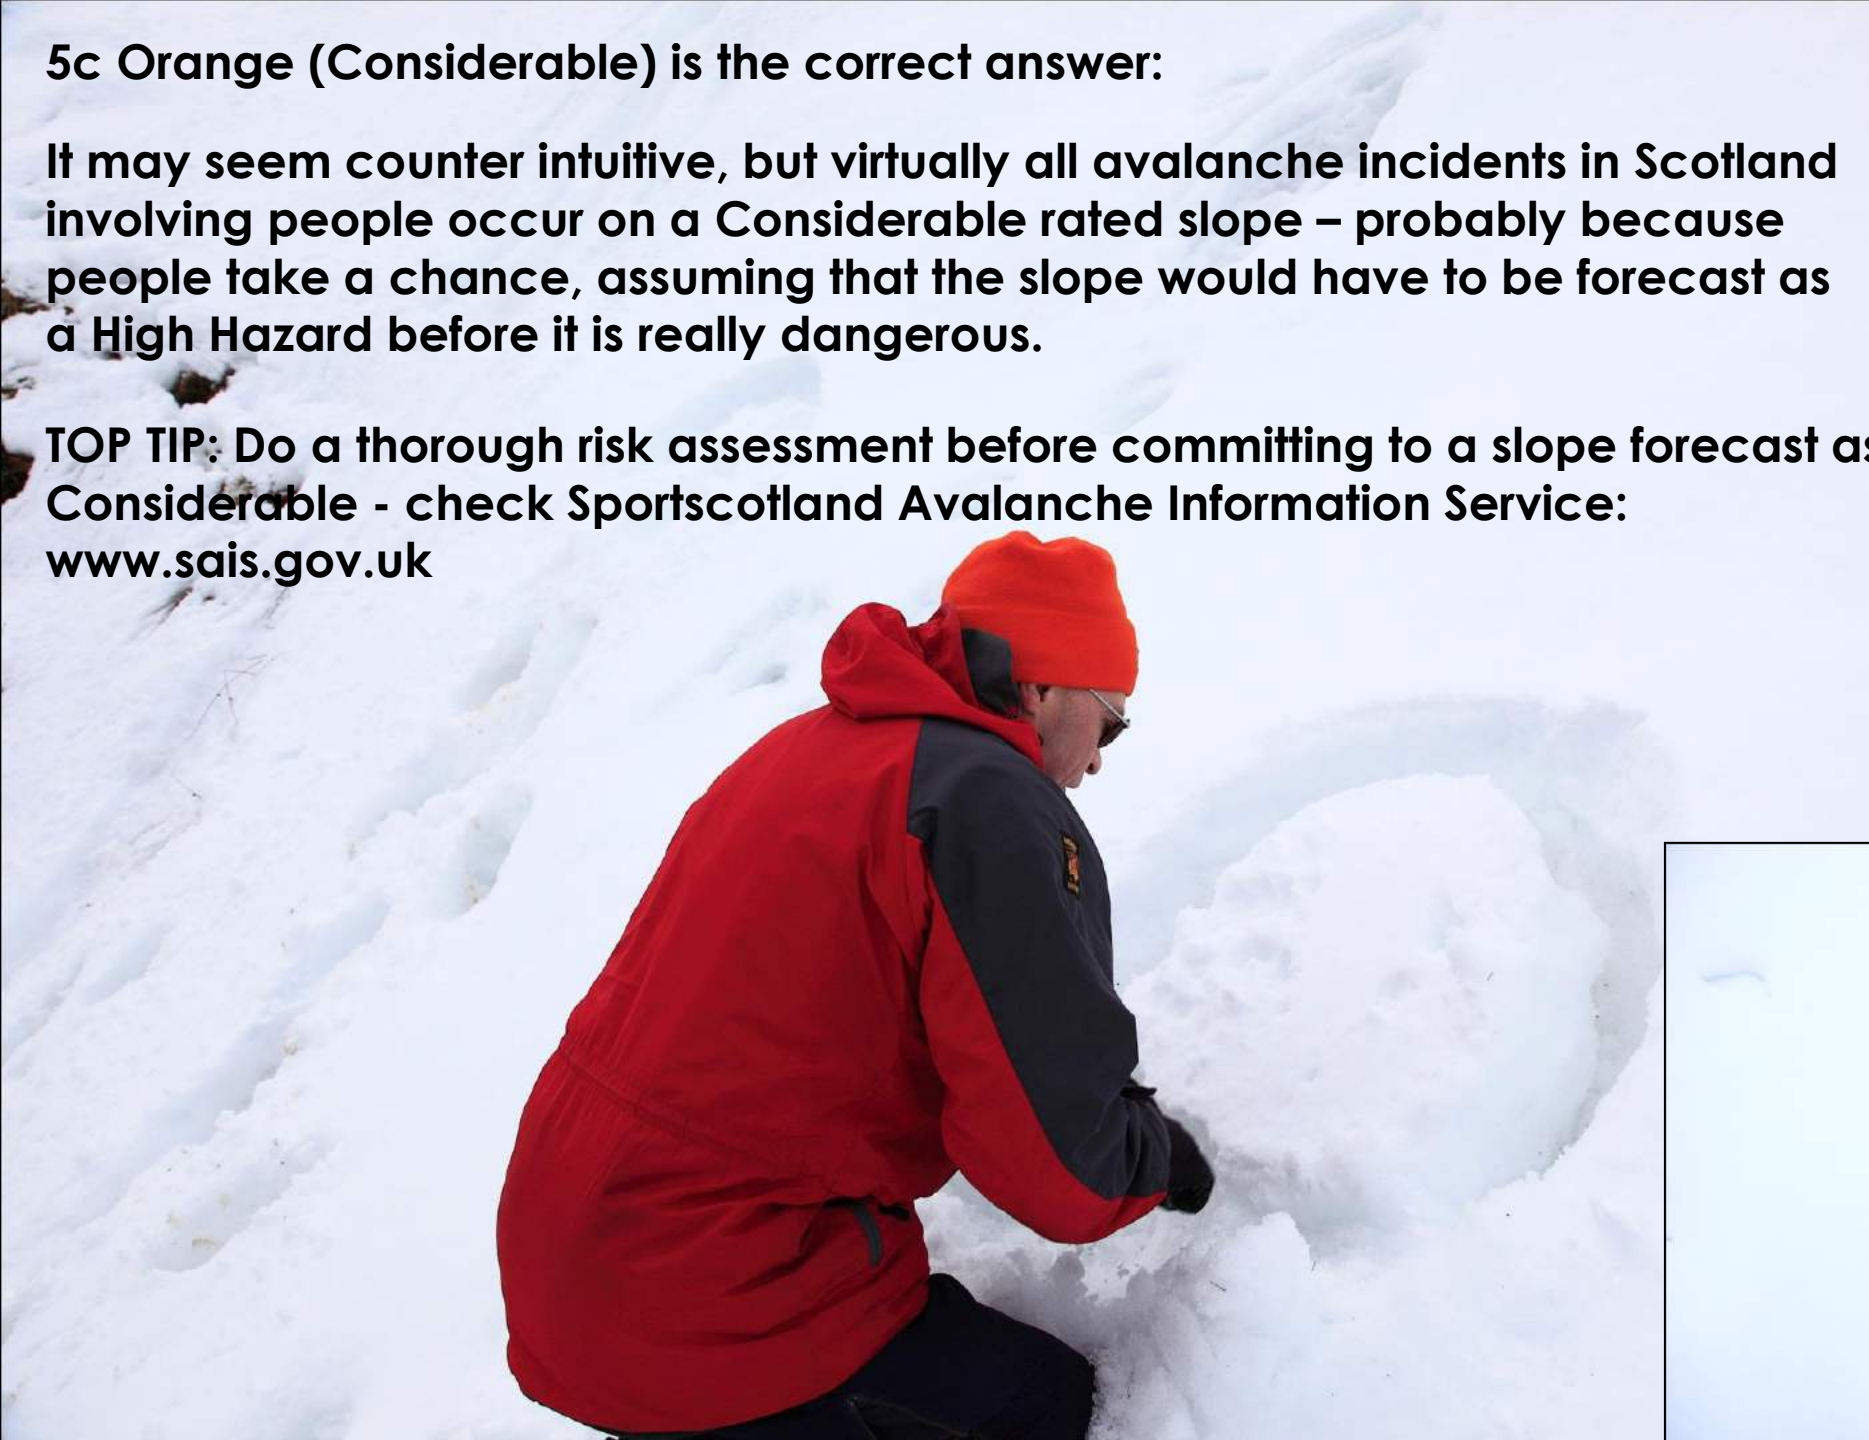 5c Orange (Considerable) is the correct answer:
It may seem counter intuitive, but virtually all avalanche incidents in Scotland
involving people occur on a Considerable rated slope – probably because
people take a chance, assuming that the slope would have to be forecast as
a High Hazard before it is really dangerous.
TOP TIP: Do a thorough risk assessment before committing to a slope forecast as
Considerable - check Sportscotland Avalanche Information Service:
www.sais.gov.uk